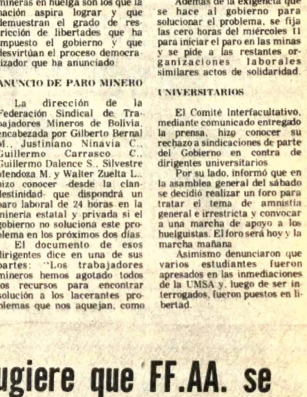 mineras en huelga son los que la
nación aspira lograr y que
demuestran el grado de res-
tricción de libertades que ha
impuesto el gobierno y que
desvirtúan el proceso democra-
tizador que ha anunciado
ANUNCIO DE PARO MINERO
La dirección de la
Federación Sindical de Tra-
bajadores Mineros de Bolivia,
encabezada por Gilberto Bernal
M., Justiniano Ninavia C.,
Guillermo Carrasco C.,
Guillermo Dalence S., Silvestre
Mendoza M. y Walter Zuelta L.,
hizo conocer -desde la clan-
destinidad- que dispondrá un
paro laboral de 24 horas en la
minería estatal y privada si el
gobierno no soluciona este pro-
blema en los próximos dos días.
El documento de esos
dirigentes dice en una de sus
partes: "Los trabajadores
mineros hemos agotado todos
los recursos para encontrar
solución a los lacerantes pro-
blemas que nos aquejan, como
Además de la exigencia que
se hace al gobierno para
solucionar el problema, se fija
las cero horas del miércoles 11
para iniciar el paro en las minas
y se pide a las restantes or-
ganizaciones laborales
similares actos de solidaridad.
UNIVERSITARIOS
El Comité Interfacultativo,
mediante comunicado entregado
la prensa, hizo conocer su
rechazo a sindicaciones de parte
del Gobierno en contra de
dirigentes universitarios
Por su lado, informó que en
la asamblea general del sábado
se decidió realizar un foro para
tratar el tema de amnistía
general e irrestricta y convocar
a una marcha de apoyo a los
huelguistas. El foro será hoy y la
marcha mañana
Asimismo denunciaron que
varios estudiantes fueron
apresados en las inmediaciones
de la UMSA y, luego de ser in-
terrogados, fueron puestos en li-
bertad.
ugiere que FF.AA. se